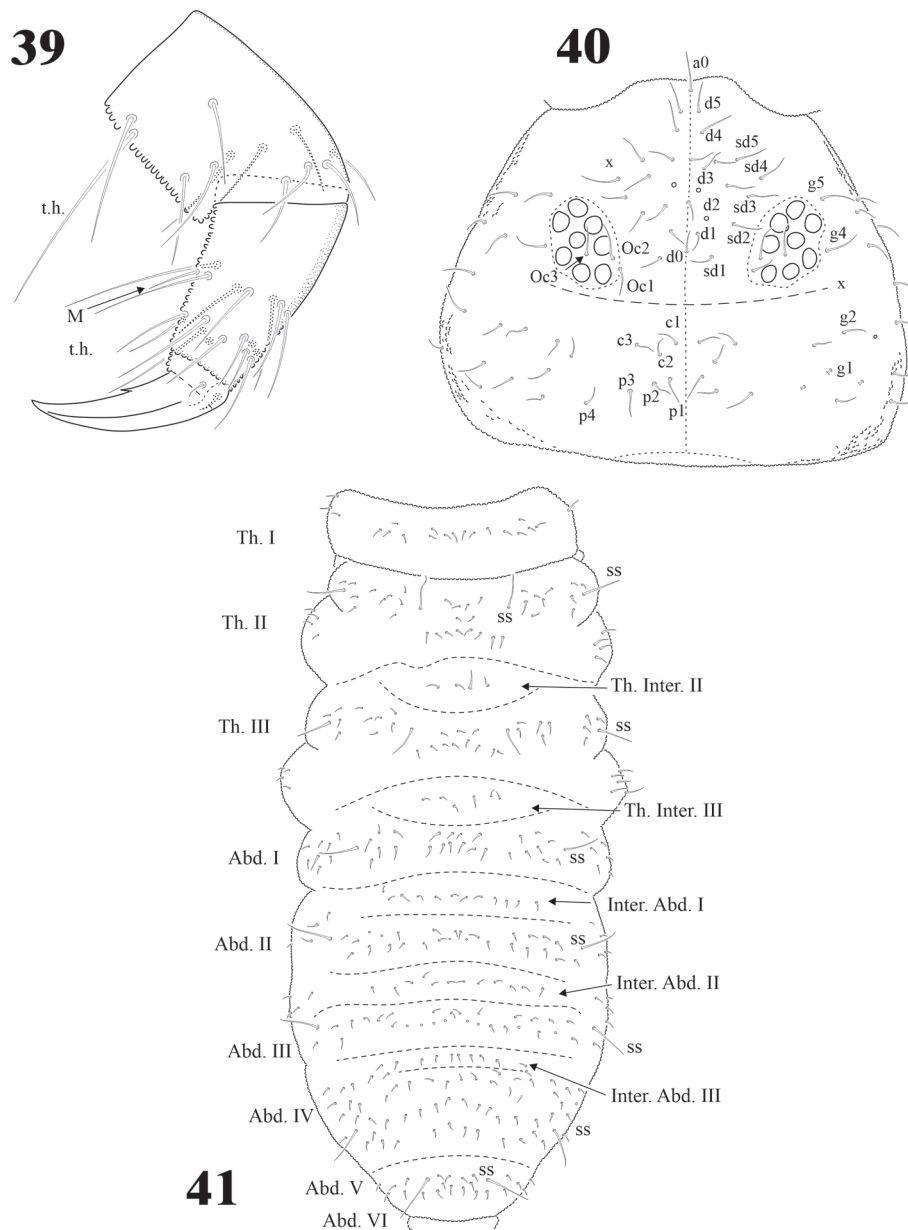 39
t.h.
M
t.h.
40
a0
d5
d4
sd5
x
sd4
d3
g5
d2
sd3
d1
sd2
g4
Oc2
d0
sd1
Oc3
Oc1
x
c1
g2
c3
c2
g1
p3
p2
p4
p1
Th. I
ss
ss
Th. II
Th. Inter. II
Th. III
ss
Th. Inter. III
Abd. I
ss
Inter. Abd. I
Abd. II
ss
Inter. Abd. II
Abd. III
ss
Inter. Abd. III
Abd. IV
ss
ss
41
Abd. V
Abd. VI